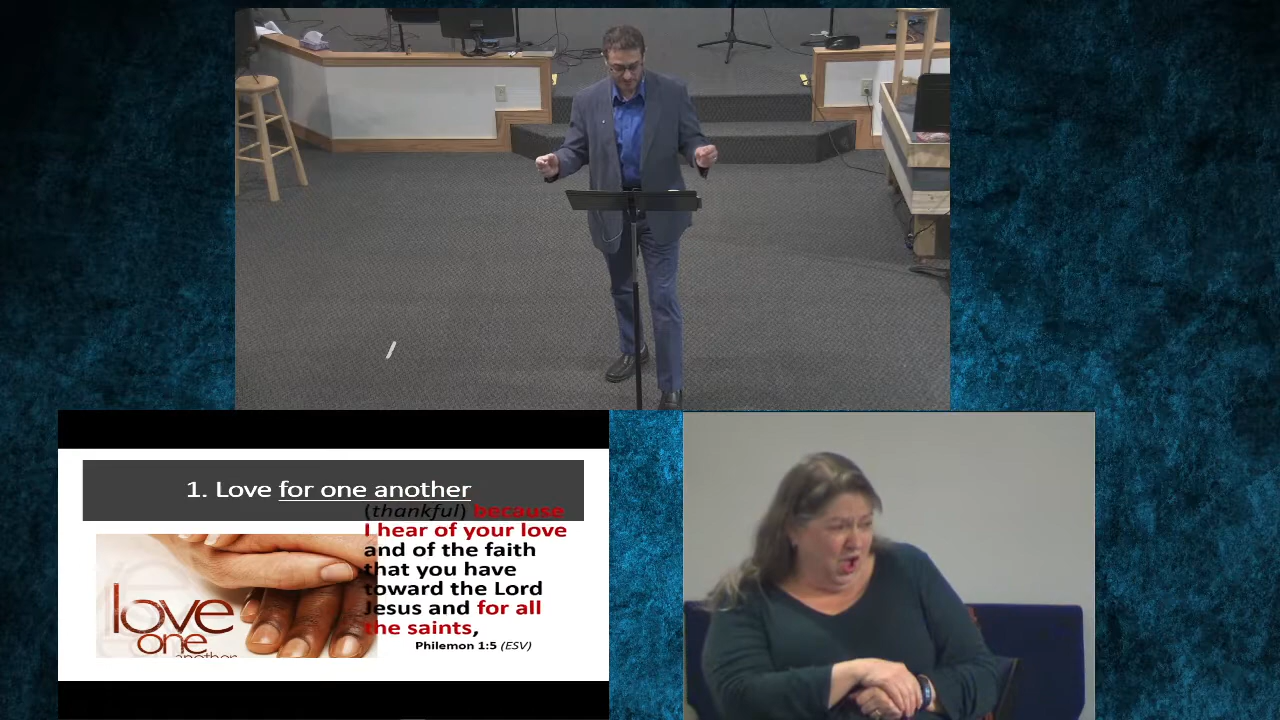 1. Love for one another
(thankful) because
I hear of your love
and of the faith
that you have
toward the Lord
Jesus and for all
the saints,
Philemon 1:5 (ESV)
love
one
another